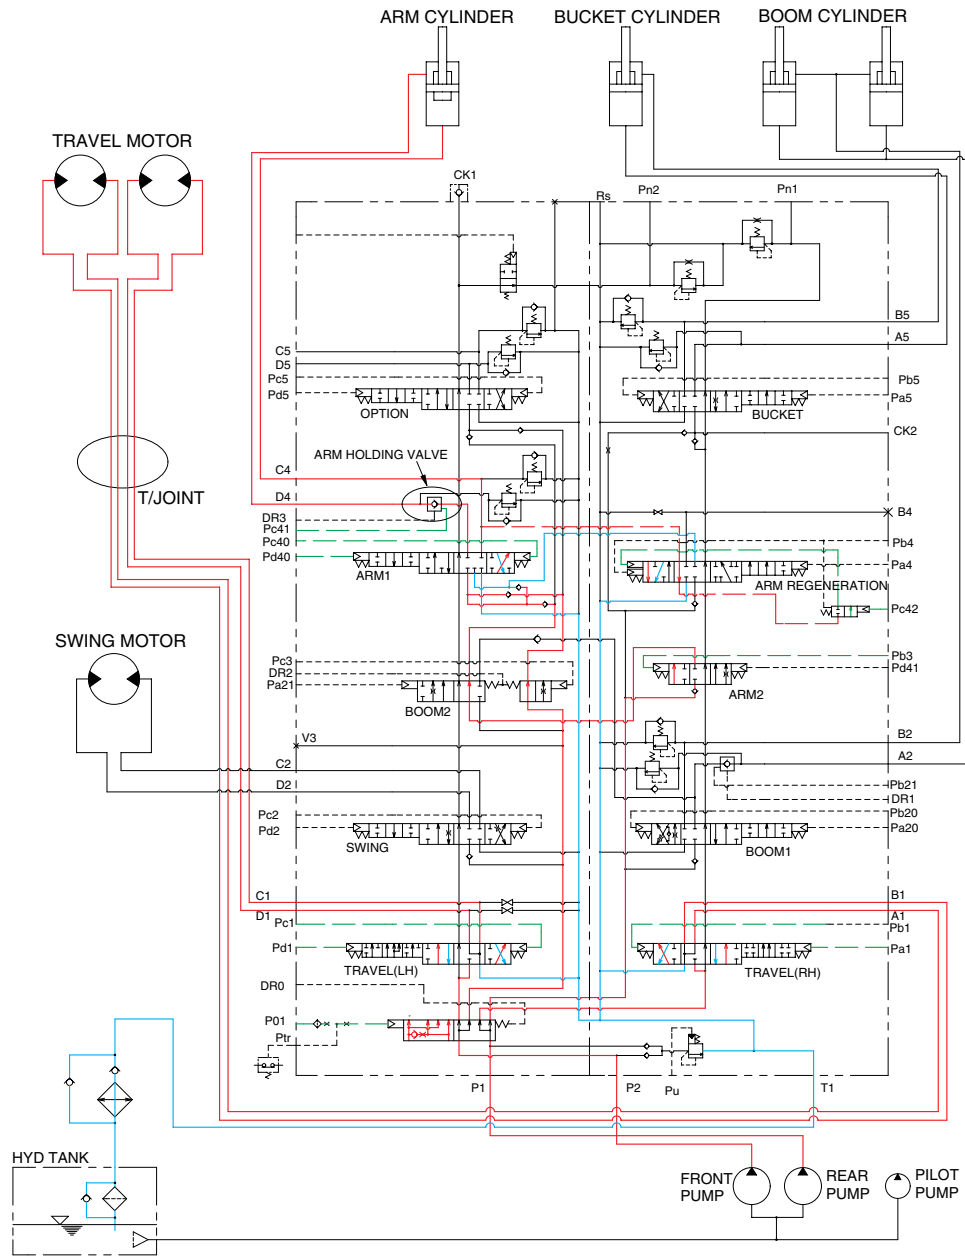 ARM CYLINDER BUCKET CYLINDER BOOM CYLINDER
TRAVEL MOTOR
CK1 Rs Pn2 Pn1
B5
A5
C5
D5
Pc5
Pd5
OPTION
Pb5
Pa5
BUCKET
CK2
ARM HOLDING VALVE
T/JOINT
C4
D4
DR3
Pc41
Pc40
Pd40
ARM1
B4
Pb4
Pa4
ARM REGENERATION
Pc42
SWING MOTOR
Pc3
DR2
Pa21
BOOM2
Pb3
Pd41
ARM2
V3
C2
D2
B2
A2
Pb21
DR1
Pb20
Pa20
BOOM1
Pc2
Pd2
SWING
C1
D1
Pc1
Pd1
TRAVEL(LH)
B1
A1
Pb1
Pa1
TRAVEL(RH)
DR0
P01
Ptr
P1 P2 Pu T1
HYD TANK
FRONT
PUMP
REAR
PUMP
PILOT
PUMP